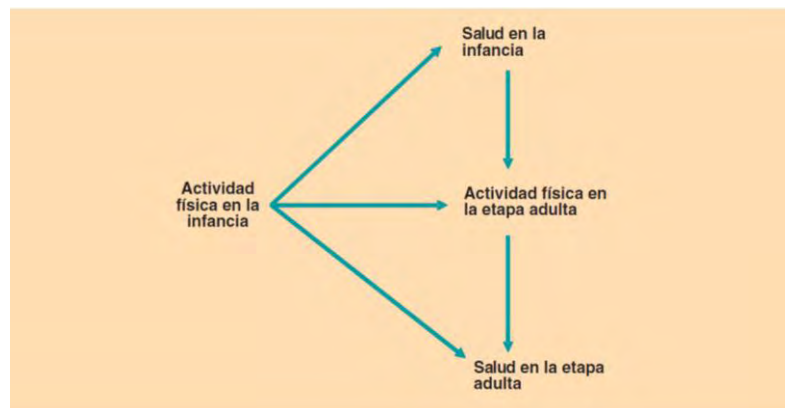 Salud en la
infancia
Actividad
física en la
infancia
Actividad física en
la etapa adulta
Salud en la etapa
adulta